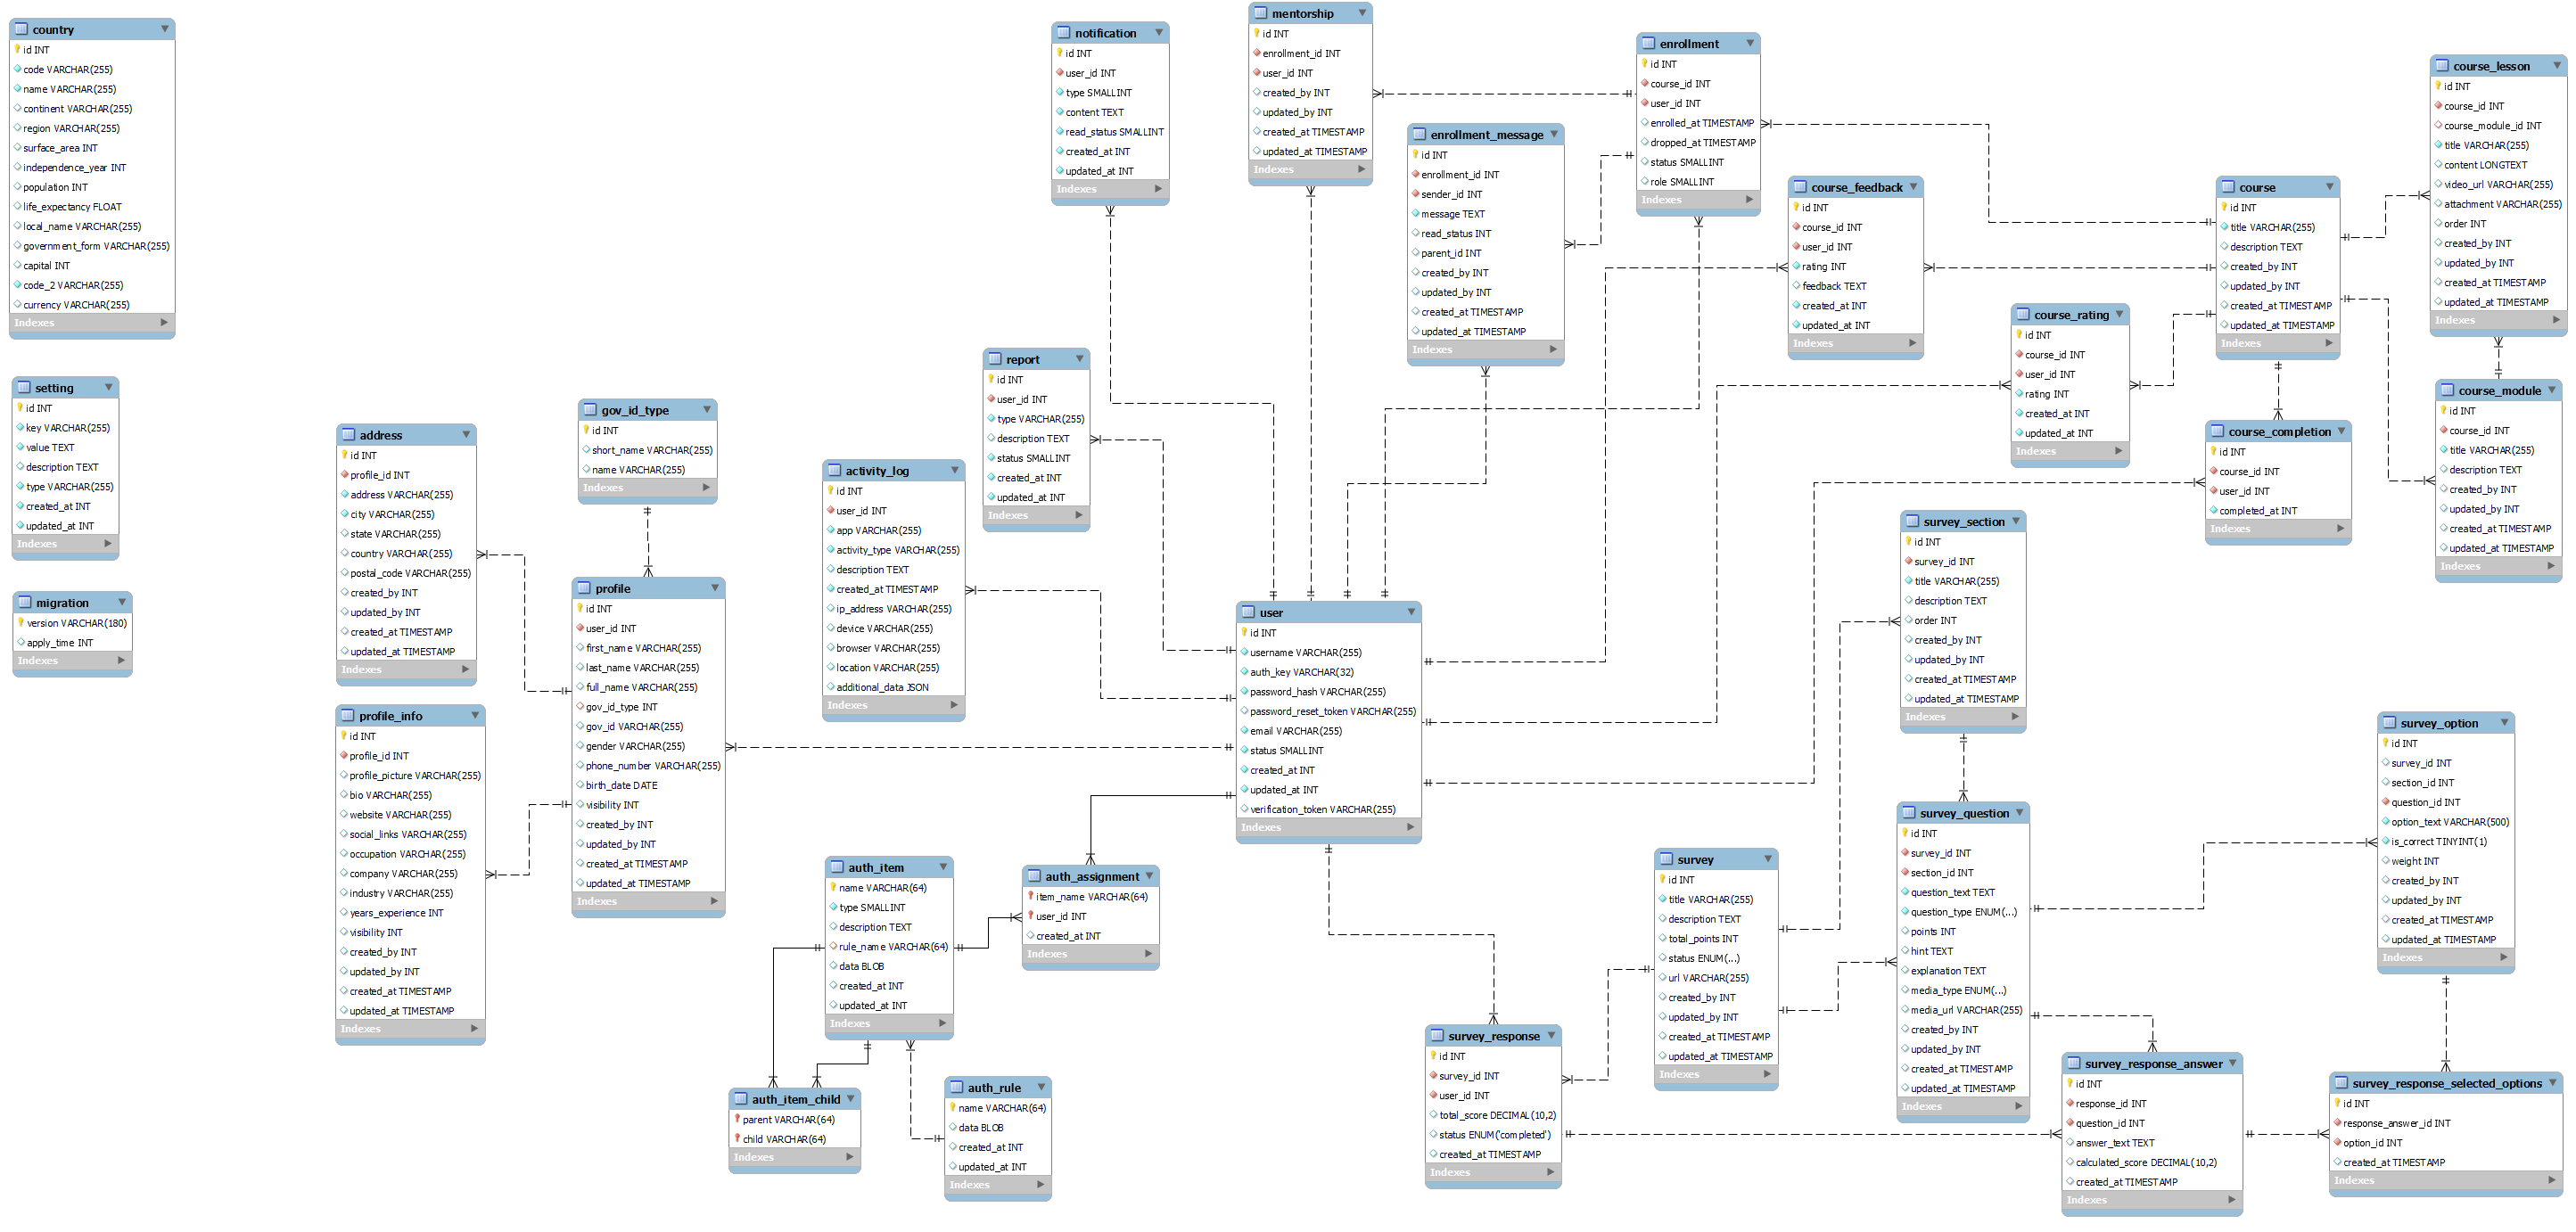 country
id INT
code VARCHAR(255)
name VARCHAR(255)
continent VARCHAR(255)
region VARCHAR(255)
surface_area INT
independence_year INT
population INT
life_expectancy FLOAT
local_name VARCHAR(255)
government_form VARCHAR(255)
capital INT
code_2 VARCHAR(255)
currency VARCHAR(255)
Indexes
setting
id INT
key VARCHAR(255)
value TEXT
description TEXT
type VARCHAR(255)
created_at INT
updated_at INT
Indexes
migration
version VARCHAR(180)
apply_time INT
Indexes
address
id INT
profile_id INT
address VARCHAR(255)
city VARCHAR(255)
state VARCHAR(255)
country VARCHAR(255)
postal_code VARCHAR(255)
created_by INT
updated_by INT
created_at TIMESTAMP
updated_at TIMESTAMP
Indexes
profile_info
id INT
profile_id INT
profile_picture VARCHAR(255)
bio VARCHAR(255)
website VARCHAR(255)
social_links VARCHAR(255)
occupation VARCHAR(255)
company VARCHAR(255)
industry VARCHAR(255)
years_experience INT
visibility INT
created_by INT
updated_by INT
created_at TIMESTAMP
updated_at TIMESTAMP
Indexes
gov_id_type
id INT
short_name VARCHAR(255)
name VARCHAR(255)
Indexes
profile
id INT
user_id INT
first_name VARCHAR(255)
last_name VARCHAR(255)
full_name VARCHAR(255)
gov_id_type INT
gov_id VARCHAR(255)
gender VARCHAR(255)
phone_number VARCHAR(255)
birth_date DATE
visibility INT
created_by INT
updated_by INT
created_at TIMESTAMP
updated_at TIMESTAMP
Indexes
activity_log
id INT
user_id INT
app VARCHAR(255)
activity_type VARCHAR(255)
description TEXT
created_at TIMESTAMP
ip_address VARCHAR(255)
device VARCHAR(255)
browser VARCHAR(255)
location VARCHAR(255)
additional_data JSON
Indexes
report
id INT
user_id INT
type VARCHAR(255)
description TEXT
status SMALLINT
created_at INT
updated_at INT
Indexes
notification
id INT
user_id INT
type SMALLINT
content TEXT
read_status SMALLINT
created_at INT
updated_at INT
Indexes
mentorship
id INT
enrollment_id INT
user_id INT
created_by INT
updated_by INT
created_at TIMESTAMP
updated_at TIMESTAMP
Indexes
enrollment_message
id INT
enrollment_id INT
sender_id INT
message TEXT
read_status INT
parent_id INT
created_by INT
updated_by INT
created_at TIMESTAMP
updated_at TIMESTAMP
Indexes
enrollment
id INT
course_id INT
user_id INT
enrolled_at TIMESTAMP
dropped_at TIMESTAMP
status SMALLINT
role SMALLINT
Indexes
course_feedback
id INT
course_id INT
user_id INT
rating INT
feedback TEXT
created_at INT
updated_at INT
Indexes
course_rating
id INT
course_id INT
user_id INT
rating INT
created_at INT
updated_at INT
Indexes
course
id INT
title VARCHAR(255)
description TEXT
created_by INT
updated_by INT
created_at TIMESTAMP
updated_at TIMESTAMP
Indexes
course_lesson
id INT
course_id INT
course_module_id INT
title VARCHAR(255)
content LONGTEXT
video_url VARCHAR(255)
attachment VARCHAR(255)
order INT
created_by INT
updated_by INT
created_at TIMESTAMP
updated_at TIMESTAMP
Indexes
course_module
id INT
course_id INT
title VARCHAR(255)
description TEXT
created_by INT
updated_by INT
created_at TIMESTAMP
updated_at TIMESTAMP
Indexes
course_completion
id INT
course_id INT
user_id INT
completed_at INT
Indexes
user
id INT
username VARCHAR(255)
auth_key VARCHAR(32)
password_hash VARCHAR(255)
password_reset_token VARCHAR(255)
email VARCHAR(255)
status SMALLINT
created_at INT
updated_at INT
verification_token VARCHAR(255)
Indexes
auth_item
name VARCHAR(64)
type SMALLINT
description TEXT
rule_name VARCHAR(64)
data BLOB
created_at INT
updated_at INT
Indexes
auth_assignment
item_name VARCHAR(64)
user_id INT
created_at INT
Indexes
auth_item_child
parent VARCHAR(64)
child VARCHAR(64)
Indexes
auth_rule
name VARCHAR(64)
data BLOB
created_at INT
updated_at INT
Indexes
survey_section
id INT
survey_id INT
title VARCHAR(255)
description TEXT
order INT
created_by INT
updated_by INT
created_at TIMESTAMP
updated_at TIMESTAMP
Indexes
survey
id INT
title VARCHAR(255)
description TEXT
total_points INT
status ENUM(...)
url VARCHAR(255)
created_by INT
updated_by INT
created_at TIMESTAMP
updated_at TIMESTAMP
Indexes
survey_question
id INT
survey_id INT
section_id INT
question_text TEXT
question_type ENUM(...)
points INT
hint TEXT
explanation TEXT
media_type ENUM(...)
media_url VARCHAR(255)
created_by INT
updated_by INT
created_at TIMESTAMP
updated_at TIMESTAMP
Indexes
survey_option
id INT
survey_id INT
section_id INT
question_id INT
option_text VARCHAR(500)
is_correct TINYINT(1)
weight INT
created_by INT
updated_by INT
created_at TIMESTAMP
updated_at TIMESTAMP
Indexes
survey_response
id INT
survey_id INT
user_id INT
total_score DECIMAL(10,2)
status ENUM('completed')
created_at TIMESTAMP
Indexes
survey_response_answer
id INT
response_id INT
question_id INT
answer_text TEXT
calculated_score DECIMAL(10,2)
created_at TIMESTAMP
Indexes
survey_response_selected_options
id INT
response_answer_id INT
option_id INT
created_at TIMESTAMP
Indexes